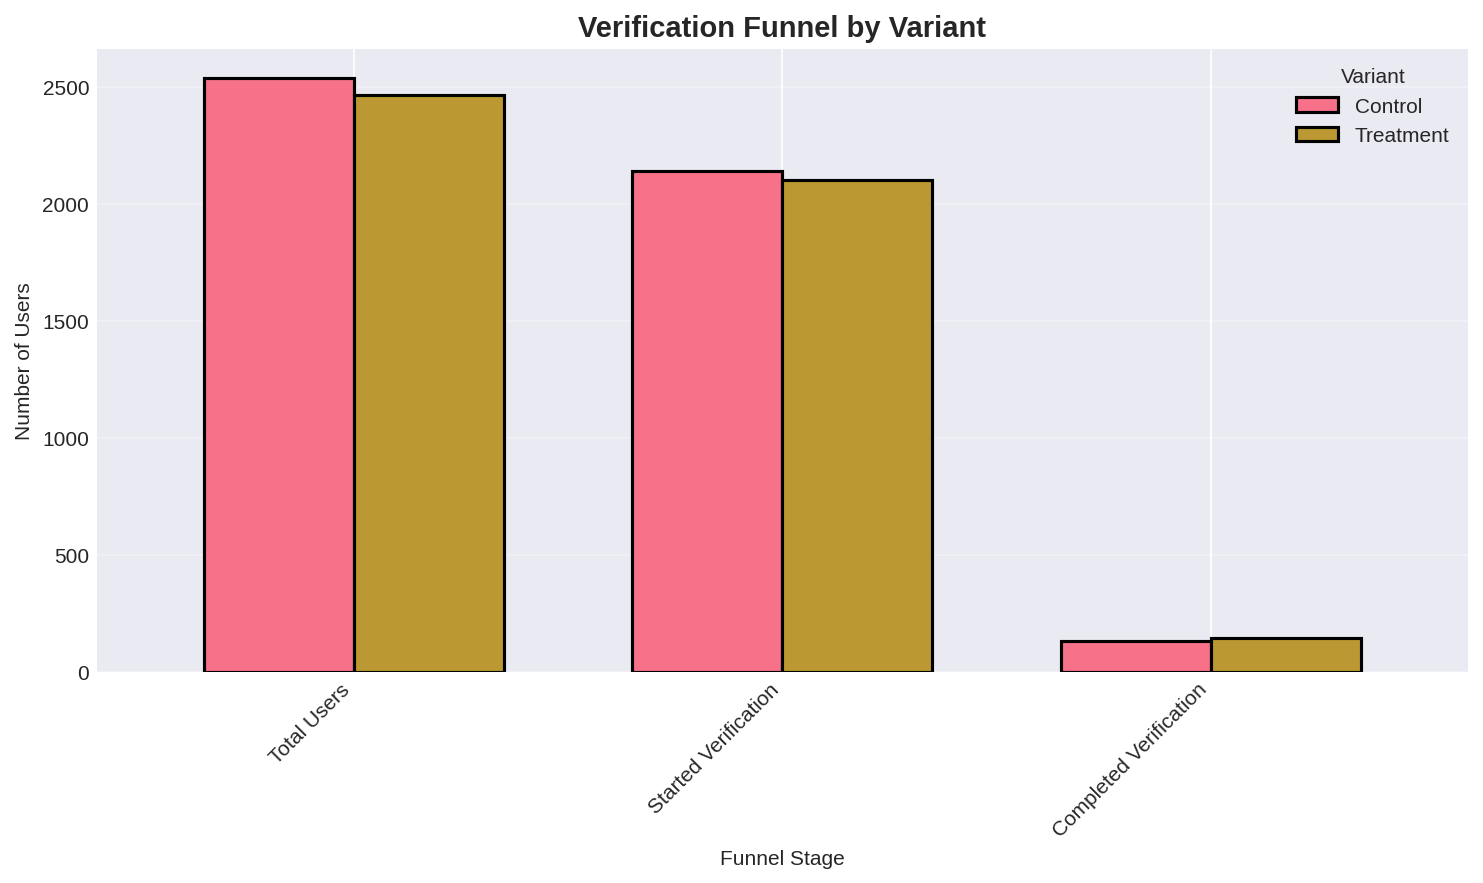 Verification Funnel by Variant
Variant
Control
Treatment
Number of Users
2500
2000
1500
1000
500
0
Total Users
Started Verification
Completed Verification
Funnel Stage